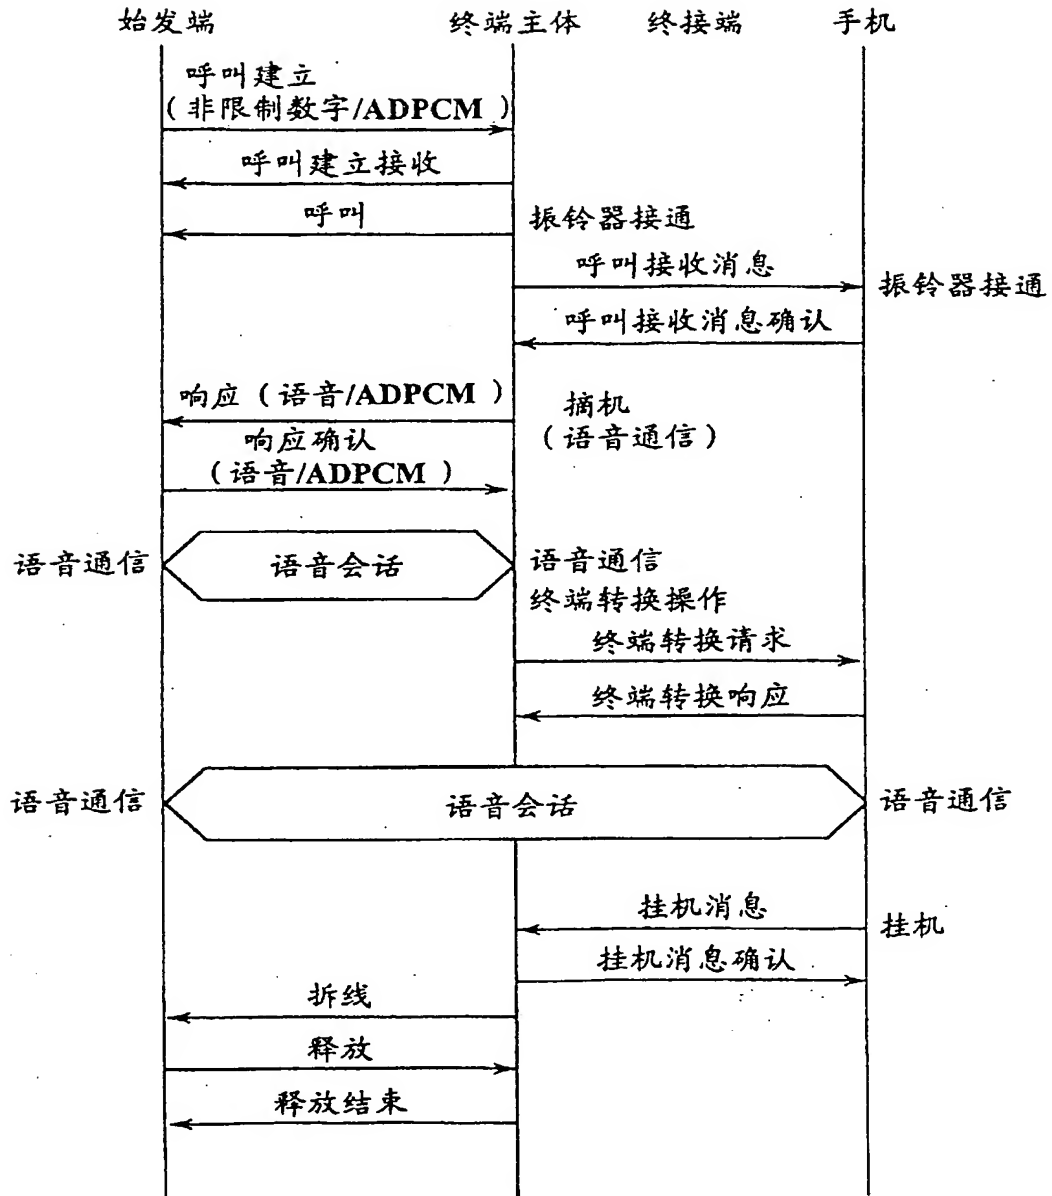 始发端 终端主体 终接端 手机
呼叫建立
(非限制数字/ADPCM)
呼叫建立接收
呼叫 振铃器接通
呼叫接收消息
振铃器接通
呼叫接收消息确认
响应(语音/ADPCM)
摘机
(语音通信)
响应确认
(语音/ADPCM)
语音通信 语音会话 语音通信
终端转换操作
终端转换请求
终端转换响应
语音通信 语音会话 语音通信
挂机消息 挂机
挂机消息确认
拆线
释放
释放结束